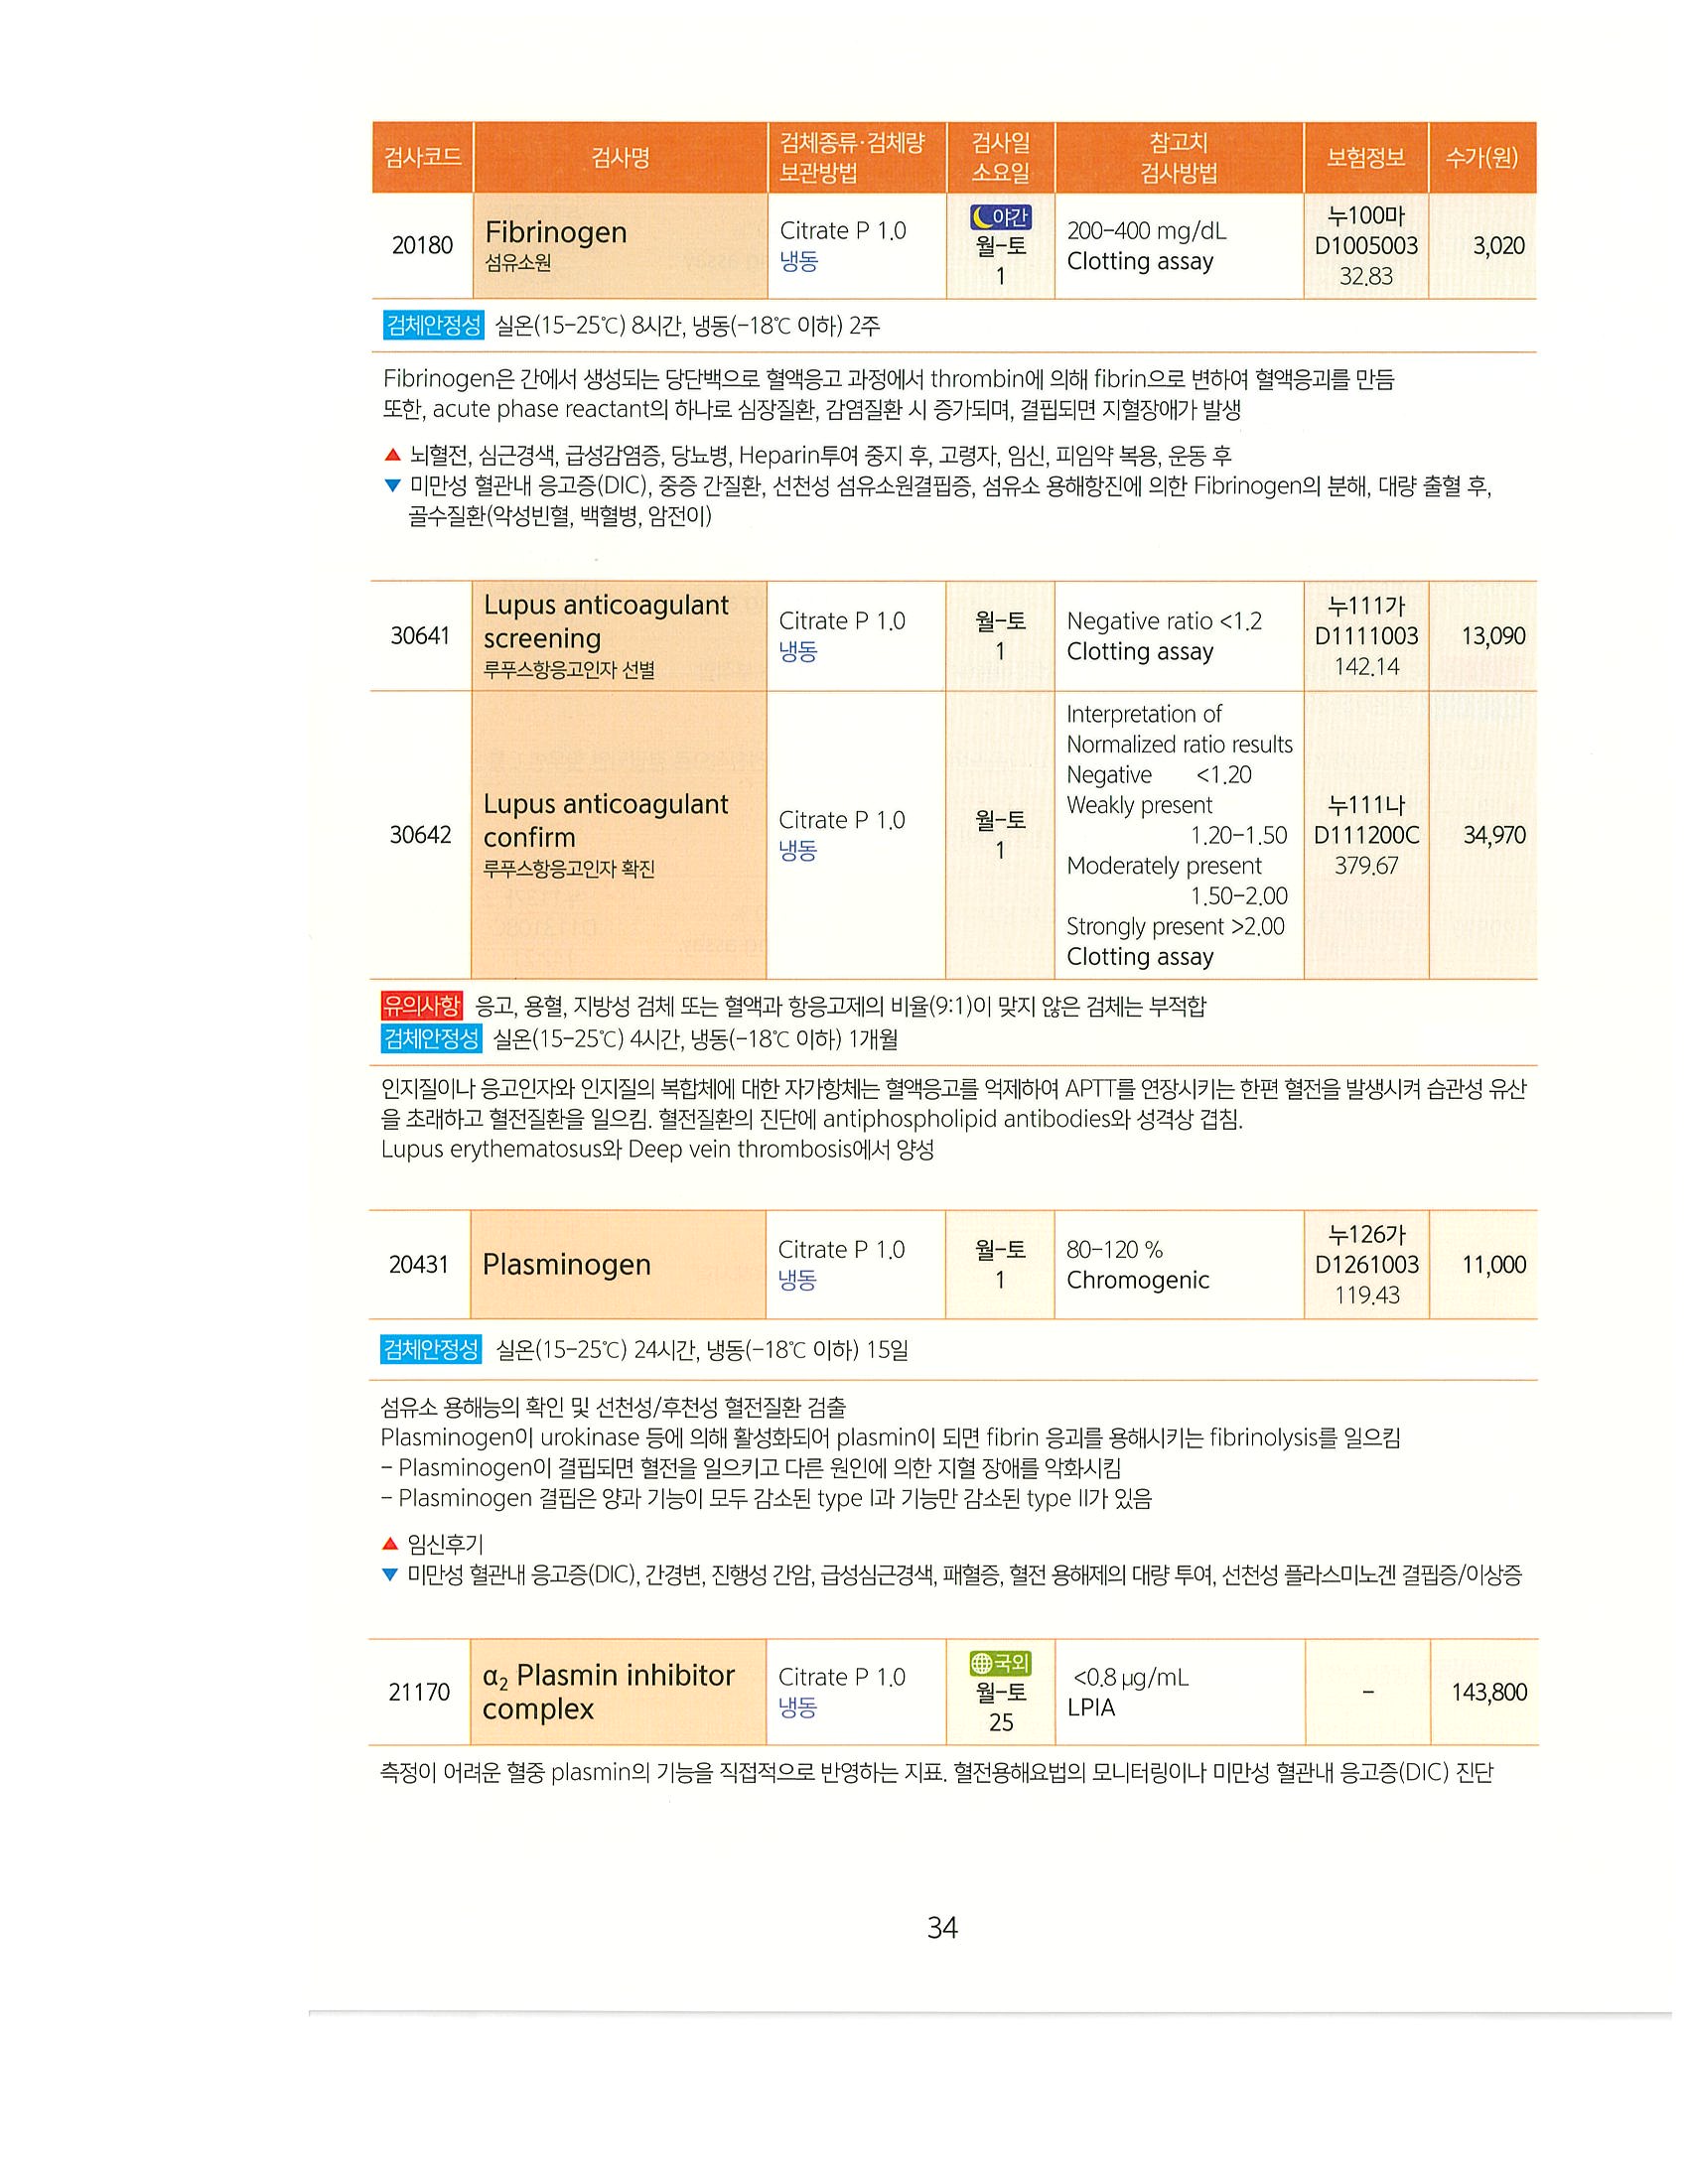 검사코드 검사명 검체종류·검체량 보관방법 검사일 소요일 참고치 검사방법 보험정보 수가(원)
20180
Fibrinogen
섬유소원
Citrate P 1.0
냉동
야간
월–토
1
200–400 mg/dL
Clotting assay
누100마
D1005003
32.83
3,020
검체안정성 실온(15–25℃) 8시간, 냉동(–18℃ 이하) 2주
Fibrinogen은 간에서 생성되는 당단백으로 혈액응고 과정에서 thrombin에 의해 fibrin으로 변하여 혈액응괴를 만듬
또한, acute phase reactant의 하나로 심장질환, 감염질환 시 증가되며, 결핍되면 지혈장애가 발생
▲ 뇌혈전, 심근경색, 급성감염증, 당뇨병, Heparin투여 중지 후, 고령자, 임신, 피임약 복용, 운동 후
▼ 미만성 혈관내 응고증(DIC), 중증 간질환, 선천성 섬유소원결핍증, 섬유소 용해항진에 의한 Fibrinogen의 분해, 대량 출혈 후,
골수질환(악성빈혈, 백혈병, 암전이)
30641
Lupus anticoagulant
screening
루푸스항응고인자 선별
Citrate P 1.0
냉동
월–토
1
Negative ratio <1.2
Clotting assay
누111가
D1111003
142.14
13,090
30642
Lupus anticoagulant
confirm
루푸스항응고인자 확진
Citrate P 1.0
냉동
월–토
1
Interpretation of
Normalized ratio results
Negative <1.20
Weakly present
1.20–1.50
Moderately present
1.50–2.00
Strongly present >2.00
Clotting assay
누111나
D111200C
379.67
34,970
유의사항 응고, 용혈, 지방성 검체 또는 혈액과 항응고제의 비율(9:1)이 맞지 않은 검체는 부적합
검체안정성 실온(15–25℃) 4시간, 냉동(–18℃ 이하) 1개월
인지질이나 응고인자와 인지질의 복합체에 대한 자가항체는 혈액응고를 억제하여 APTT를 연장시키는 한편 혈전을 발생시켜 습관성 유산
을 초래하고 혈전질환을 일으킴. 혈전질환의 진단에 antiphospholipid antibodies와 성격상 겹침.
Lupus erythematosus와 Deep vein thrombosis에서 양성
20431
Plasminogen
Citrate P 1.0
냉동
월–토
1
80–120 %
Chromogenic
누126가
D1261003
119.43
11,000
검체안정성 실온(15–25℃) 24시간, 냉동(–18℃ 이하) 15일
섬유소 용해능의 확인 및 선천성/후천성 혈전질환 검출
Plasminogen이 urokinase 등에 의해 활성화되어 plasmin이 되면 fibrin 응괴를 용해시키는 fibrinolysis를 일으킴
– Plasminogen이 결핍되면 혈전을 일으키고 다른 원인에 의한 지혈 장애를 악화시킴
– Plasminogen 결핍은 양과 기능이 모두 감소된 type I과 기능만 감소된 type II가 있음
▲ 임신후기
▼ 미만성 혈관내 응고증(DIC), 간경변, 진행성 간암, 급성심근경색, 패혈증, 혈전 용해제의 대량 투여, 선천성 플라스미노겐 결핍증/이상증
21170
α₂ Plasmin inhibitor
complex
Citrate P 1.0
냉동
국외
월–토
25
<0.8 µg/mL
LPIA
–
143,800
측정이 어려운 혈중 plasmin의 기능을 직접적으로 반영하는 지표. 혈전용해요법의 모니터링이나 미만성 혈관내 응고증(DIC) 진단
34